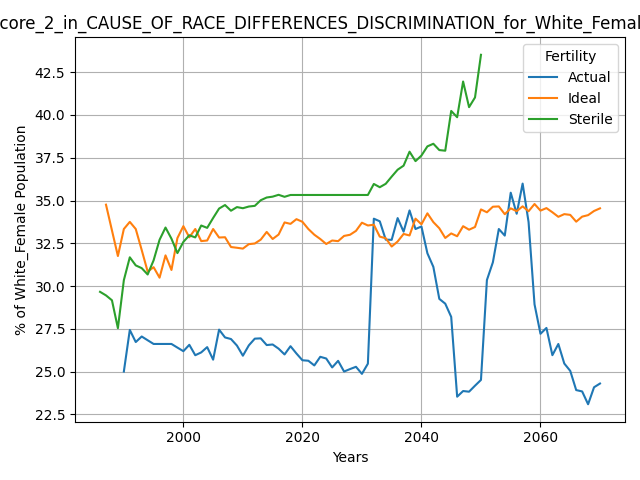 core_2_in_CAUSE_OF_RACE_DIFFERENCES_DISCRIMINATION_for_White_Femal
Fertility
Actual
Ideal
Sterile
42.5
40.0
37.5
35.0
32.5
30.0
27.5
25.0
22.5
% of White_Female Population
2000
2020
2040
2060
Years